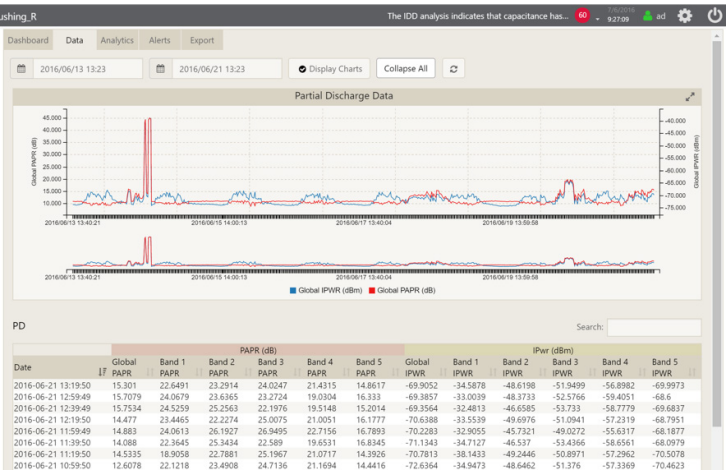 ushing_R
The IDD analysis indicates that capacitance has... 60 7/6/2016 9:27:09 ad
Dashboard Data Analytics Alerts Export
2016/06/13 13:23 2016/06/21 13:23 Display Charts Collapse All
Partial Discharge Data
45.000
40.000
35.000
30.000
25.000
20.000
15.000
10.000
Global PAPR (dB)
-40.000
-45.000
-50.000
-55.000
-60.000
-65.000
-70.000
-75.000
Global IPWR (dBm)
2016/06/13 13:40:21 2016/06/15 14:00:13 2016/06/17 13:40:04 2016/06/19 13:59:58
2016/06/13 13:40:21 2016/06/15 14:00:13 2016/06/17 13:40:04 2016/06/19 13:59:58
Global IPWR (dBm) Global PAPR (dB)
PD Search:
PAPR (dB) IPwr (dBm)
Date Global PAPR Band 1 PAPR Band 2 PAPR Band 3 PAPR Band 4 PAPR Band 5 PAPR Global IPWR Band 1 IPWR Band 2 IPWR Band 3 IPWR Band 4 IPWR Band 5 IPWR
2016-06-21 13:19:50 15.301 22.6491 23.2914 24.0247 21.4315 14.8617 -69.9052 -34.5878 -48.6198 -51.9499 -56.8982 -69.9973
2016-06-21 12:59:49 15.7079 24.0679 23.6365 23.2724 19.0304 16.333 -69.3857 -33.0039 -48.3733 -52.5766 -59.4051 -68.6
2016-06-21 12:39:49 15.7534 24.5259 25.2563 22.1976 19.5148 15.2014 -69.3564 -32.4813 -46.6585 -53.733 -58.7779 -69.6837
2016-06-21 12:19:50 14.477 23.4465 22.2274 25.0075 21.0051 16.1777 -70.6388 -33.5539 -49.6976 -51.0941 -57.2319 -68.7951
2016-06-21 11:59:49 14.883 24.0613 26.1927 26.9495 22.7156 16.7893 -70.2283 -32.9055 -45.7321 -49.0272 -55.6317 -68.1877
2016-06-21 11:39:50 14.088 22.3645 25.3434 22.589 19.6531 16.8345 -71.1343 -34.7127 -46.537 -53.4366 -58.6561 -68.0979
2016-06-21 11:19:50 14.5335 18.9058 22.7881 25.1967 21.0717 14.3926 -70.7813 -38.1433 -49.2446 -50.8971 -57.2962 -70.5078
2016-06-21 10:59:50 12.6078 22.1218 23.4908 24.7136 21.1694 14.4416 -72.6364 -34.9473 -48.6462 -51.376 -57.3369 -70.4623